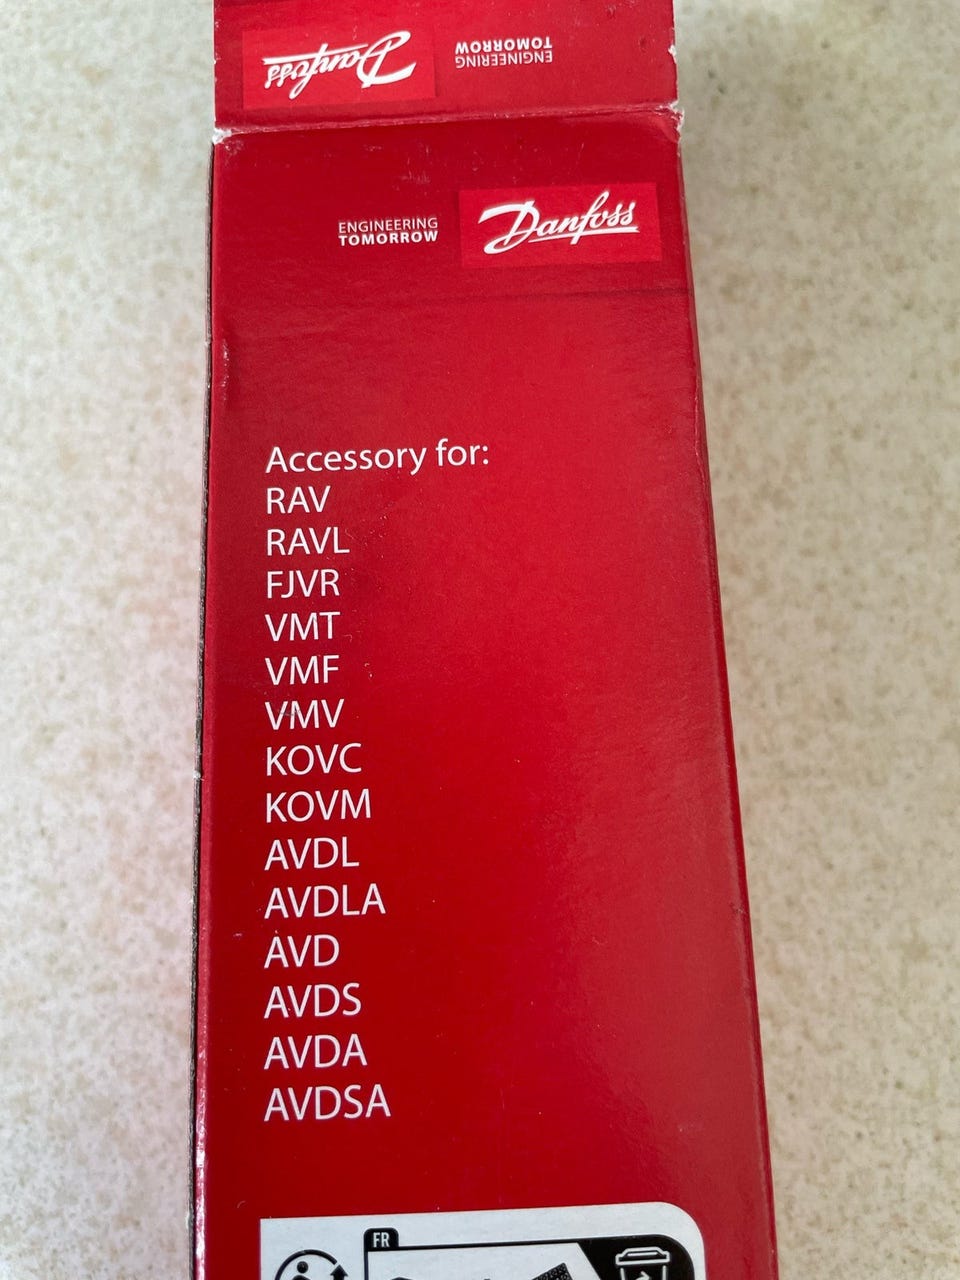 Danfoss
ENGINEERING
TOMORROW
ENGINEERING
TOMORROW
Danfoss
Accessory for:
RAV
RAVL
FJVR
VMT
VMF
VMV
KOVC
KOVM
AVDL
AVDLA
AVD
AVDS
AVDA
AVDSA
FR